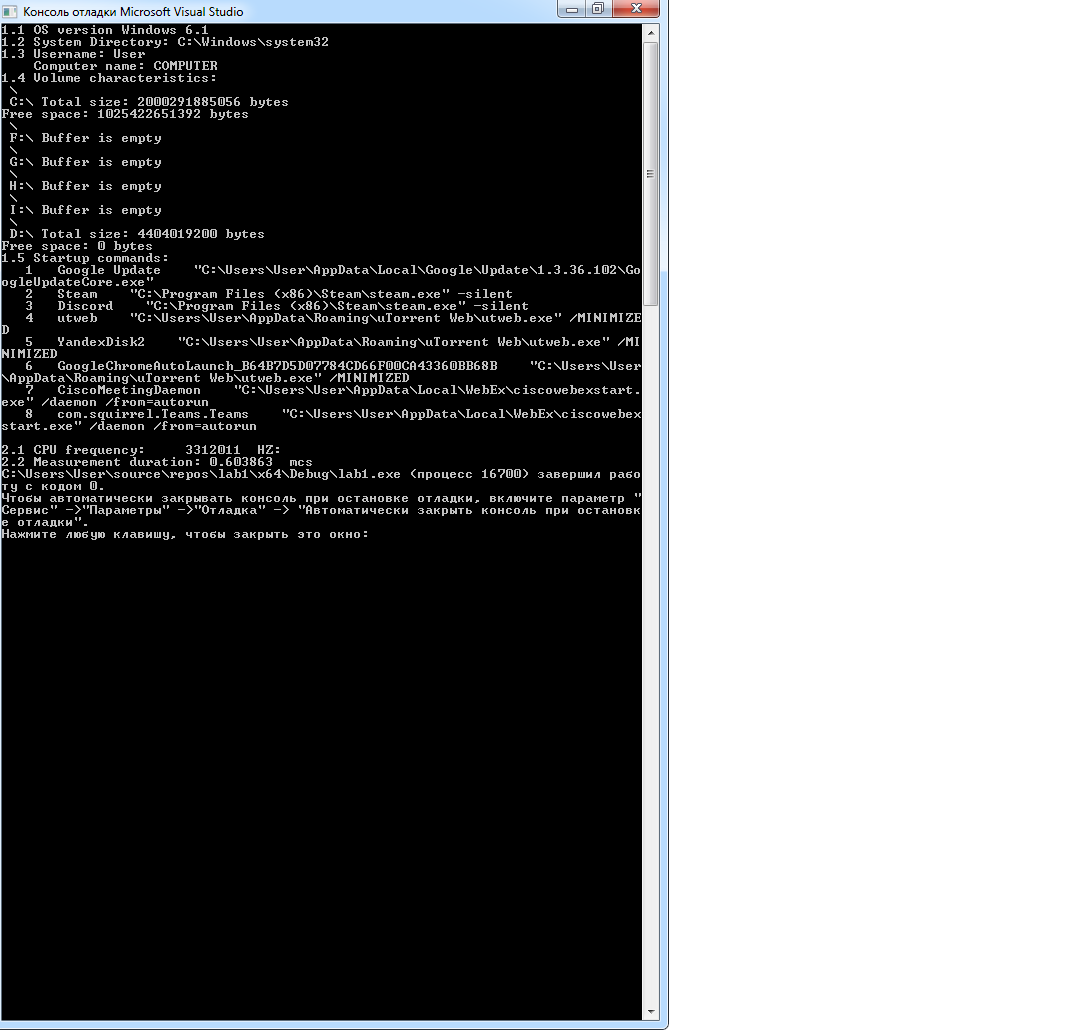 Консоль отладки Microsoft Visual Studio
1.1 OS version Windows 6.1
1.2 System Directory: C:\Windows\system32
1.3 Username: User
Computer name: COMPUTER
1.4 Volume characteristics:
\
C:\ Total size: 2000291885056 bytes
Free space: 1025422651392 bytes
\
F:\ Buffer is empty
\
G:\ Buffer is empty
\
H:\ Buffer is empty
\
I:\ Buffer is empty
\
D:\ Total size: 4404019200 bytes
Free space: 0 bytes
1.5 Startup commands:
1 Google Update "C:\Users\User\AppData\Local\Google\Update\1.3.36.102\Go
ogleUpdateCore.exe"
2 Steam "C:\Program Files (x86)\Steam\steam.exe" -silent
3 Discord "C:\Program Files (x86)\Steam\steam.exe" -silent
4 utweb "C:\Users\User\AppData\Roaming\uTorrent Web\utweb.exe" /MINIMIZE
D
5 YandexDisk2 "C:\Users\User\AppData\Roaming\uTorrent Web\utweb.exe" /MI
NIMIZED
6 GoogleChromeAutoLaunch_B64B7D5D07784CD66F00CA43360BB68B "C:\Users\User
\AppData\Roaming\uTorrent Web\utweb.exe" /MINIMIZED
7 CiscoMeetingDaemon "C:\Users\User\AppData\Local\WebEx\ciscowebexstart.
exe" /daemon /from=autorun
8 com.squirrel.Teams.Teams "C:\Users\User\AppData\Local\WebEx\ciscowebex
start.exe" /daemon /from=autorun
2.1 CPU frequency: 3312011 HZ:
2.2 Measurement duration: 0.603863 mcs
C:\Users\User\source\repos\lab1\x64\Debug\lab1.exe (процесс 16700) завершил рабо
ту с кодом 0.
Чтобы автоматически закрывать консоль при остановке отладки, включите параметр "
Сервис" ->"Параметры" ->"Отладка" -> "Автоматически закрыть консоль при остановк
е отладки".
Нажмите любую клавишу, чтобы закрыть это окно: